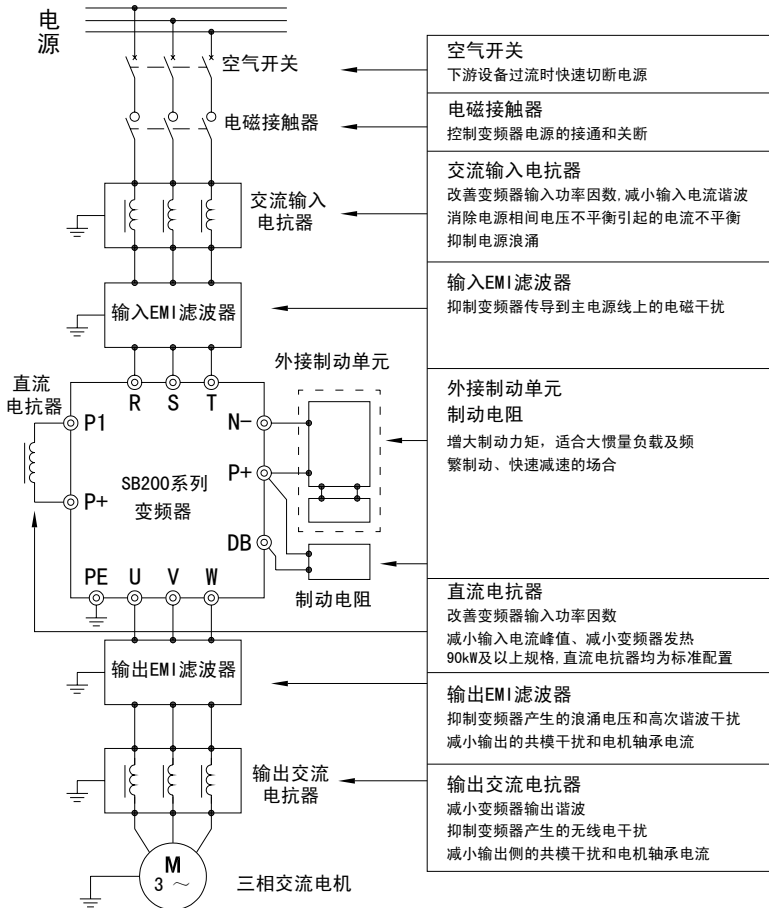 电
源
空气开关
电磁接触器
交流输入
电抗器
输入EMI滤波器
外接制动单元
直流
电抗器
R S T
P1
N-
P+
P+
SB200系列
变频器
DB
PE U V W
制动电阻
输出EMI滤波器
输出交流
电抗器
M
3 ～
三相交流电机
空气开关
下游设备过流时快速切断电源
电磁接触器
控制变频器电源的接通和关断
交流输入电抗器
改善变频器输入功率因数,减小输入电流谐波
消除电源相间电压不平衡引起的电流不平衡
抑制电源浪涌
输入EMI滤波器
抑制变频器传导到主电源线上的电磁干扰
外接制动单元
制动电阻
增大制动力矩，适合大惯量负载及频
繁制动、快速减速的场合
直流电抗器
改善变频器输入功率因数
减小输入电流峰值、减小变频器发热
90kW及以上规格,直流电抗器均为标准配置
输出EMI滤波器
抑制变频器产生的浪涌电压和高次谐波干扰
减小输出的共模干扰和电机轴承电流
输出交流电抗器
减小变频器输出谐波
抑制变频器产生的无线电干扰
减小输出侧的共模干扰和电机轴承电流